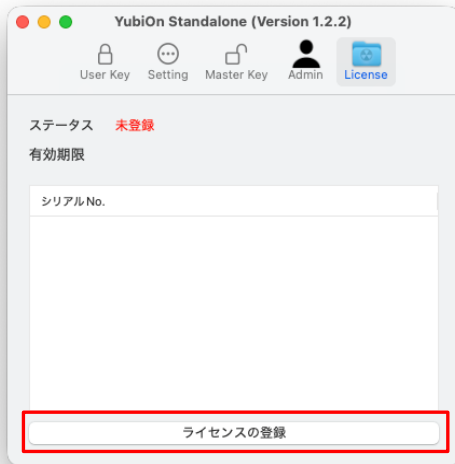 YubiOn Standalone (Version 1.2.2)
User Key Setting Master Key Admin License
ステータス 未登録
有効期限
シリアルNo.
ライセンスの登録